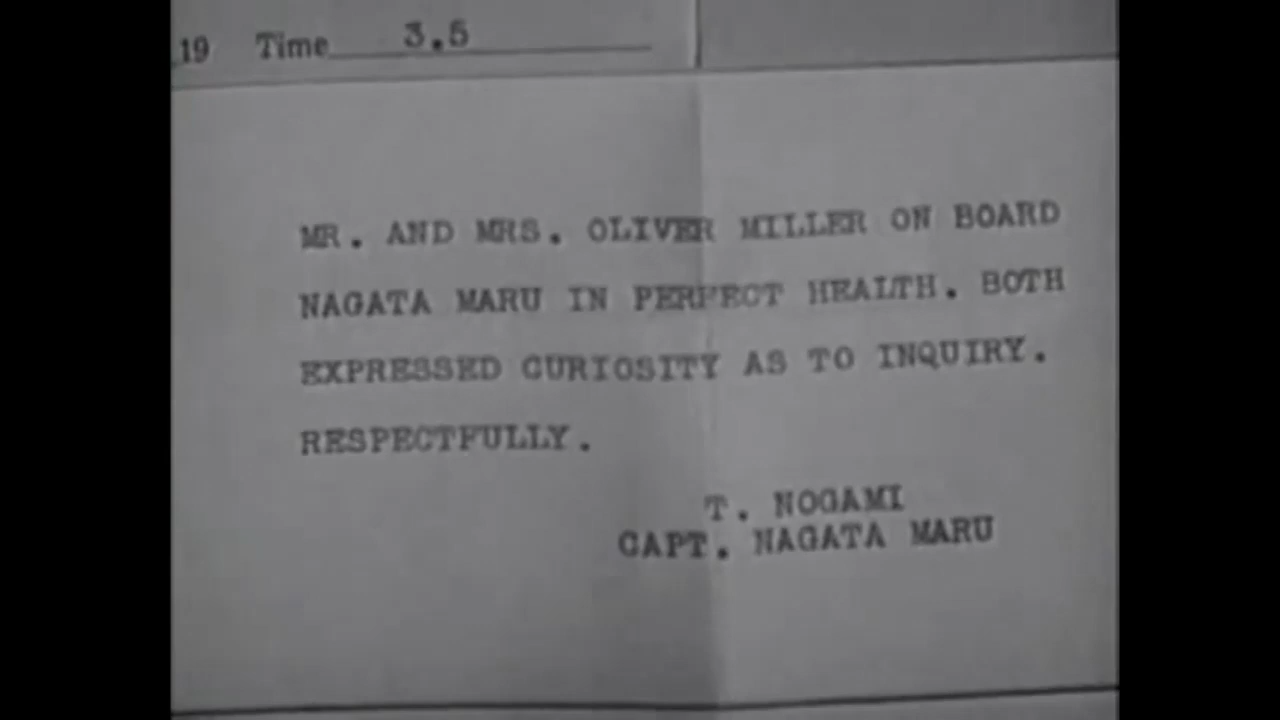 19 Time 3.5
MR. AND MRS. OLIVER MILLER ON BOARD
NAGATA MARU IN PERFECT HEALTH. BOTH
EXPRESSED CURIOSITY AS TO INQUIRY.
RESPECTFULLY.
T. NOGAMI
CAPT. NAGATA MARU